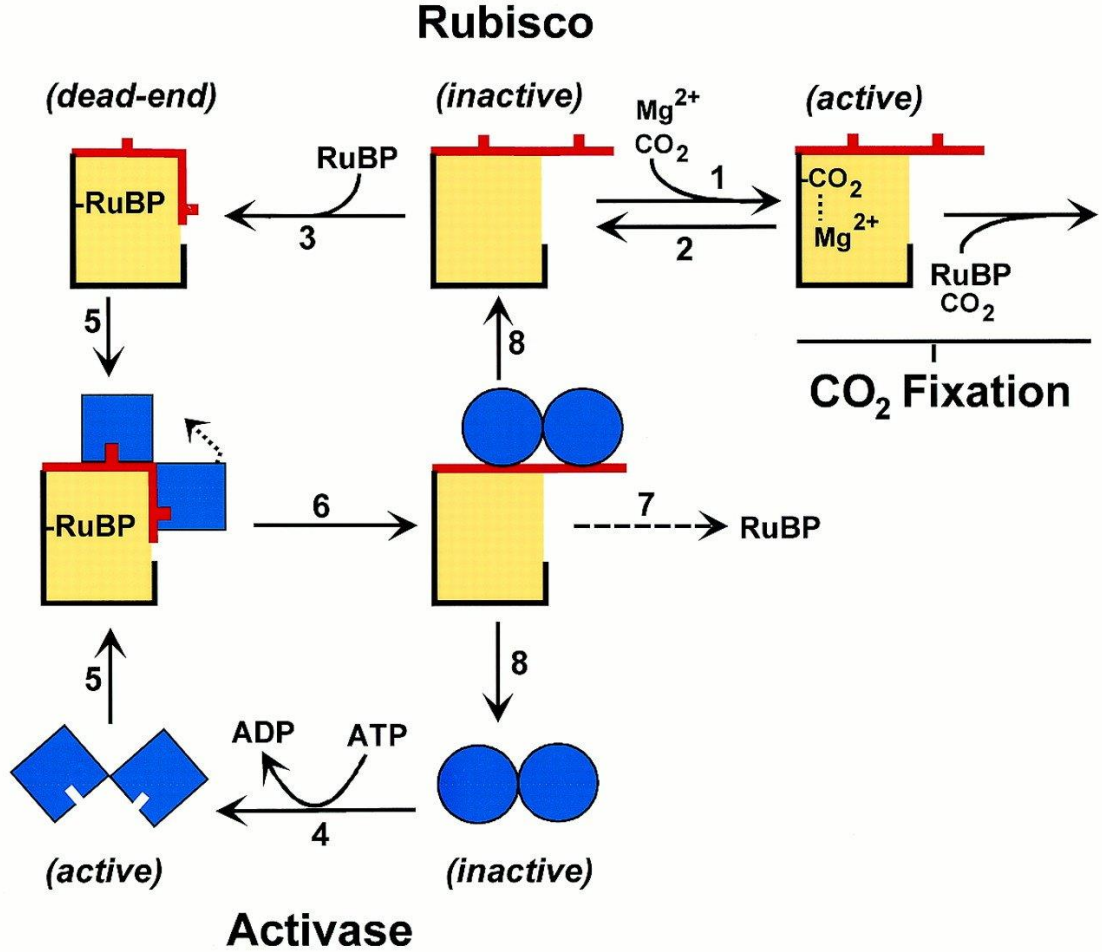 Rubisco
(dead-end)
(inactive)
(active)
Mg2+
CO2
RuBP
1
-CO2
Mg2+
-RuBP
3
2
RuBP
CO2
5
8
CO2 Fixation
6
7
-RuBP
RuBP
5
8
ADP
ATP
4
(active)
(inactive)
Activase